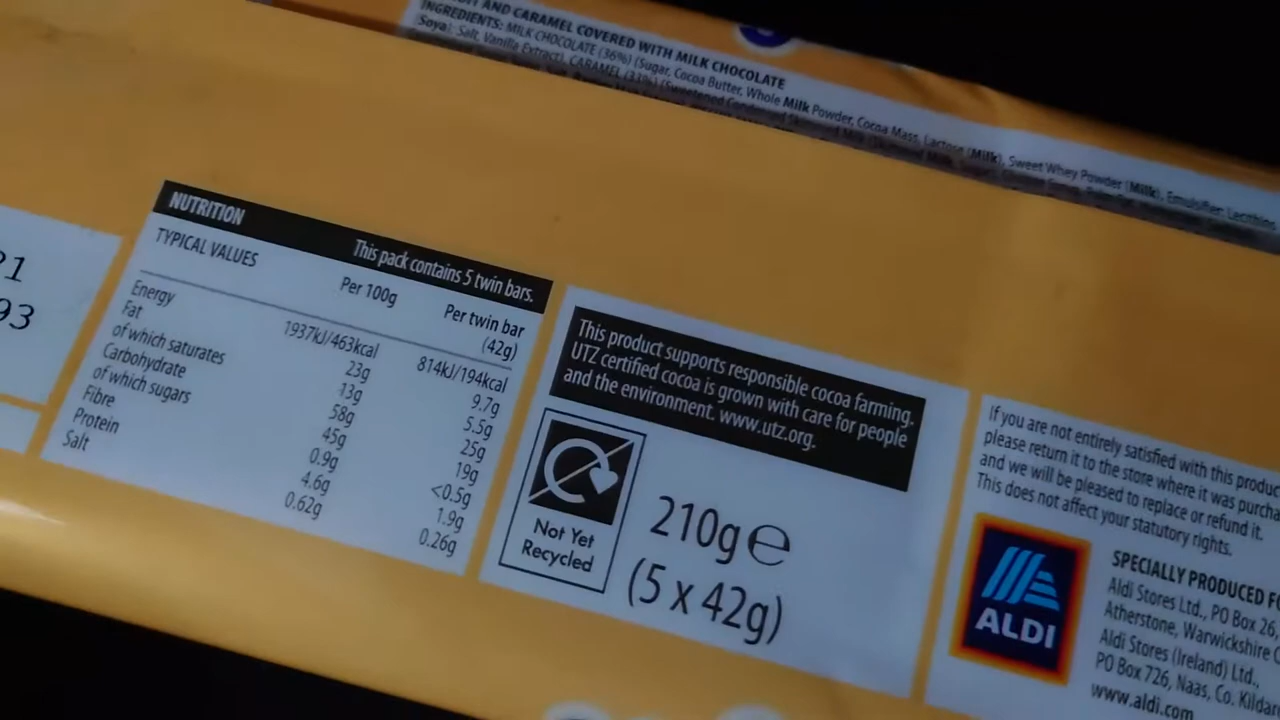 AND CARAMEL COVERED WITH MILK CHOCOLATE
INGREDIENTS: MILK CHOCOLATE (36%) (Sugar, Cocoa Butter, Whole Milk Powder, Cocoa Mass, Lactose (Milk), Sweet Whey Powder (Milk), Emulsifier: Lecithins
Soya), Salt, Vanilla Extract), CARAMEL (33%) (Sweetened Condensed Skimmed Milk
21
93
NUTRITION
This pack contains 5 twin bars.
TYPICAL VALUES Per 100g Per twin bar (42g)
Energy 1937kJ/463kcal 814kJ/194kcal
Fat 23g 9.7g
of which saturates 13g 5.5g
Carbohydrate 58g 25g
of which sugars 45g 19g
Fibre 0.9g <0.5g
Protein 4.6g 1.9g
Salt 0.62g 0.26g
This product supports responsible cocoa farming.
UTZ certified cocoa is grown with care for people
and the environment. www.utz.org.
Not Yet
Recycled
210g℮
(5 x 42g)
If you are not entirely satisfied with this produc
please return it to the store where it was purcha
and we will be pleased to replace or refund it.
This does not affect your statutory rights.
ALDI
SPECIALLY PRODUCED FO
Aldi Stores Ltd., PO Box 26,
Atherstone, Warwickshire C
Aldi Stores (Ireland) Ltd.,
PO Box 726, Naas, Co. Kildar
www.aldi.com